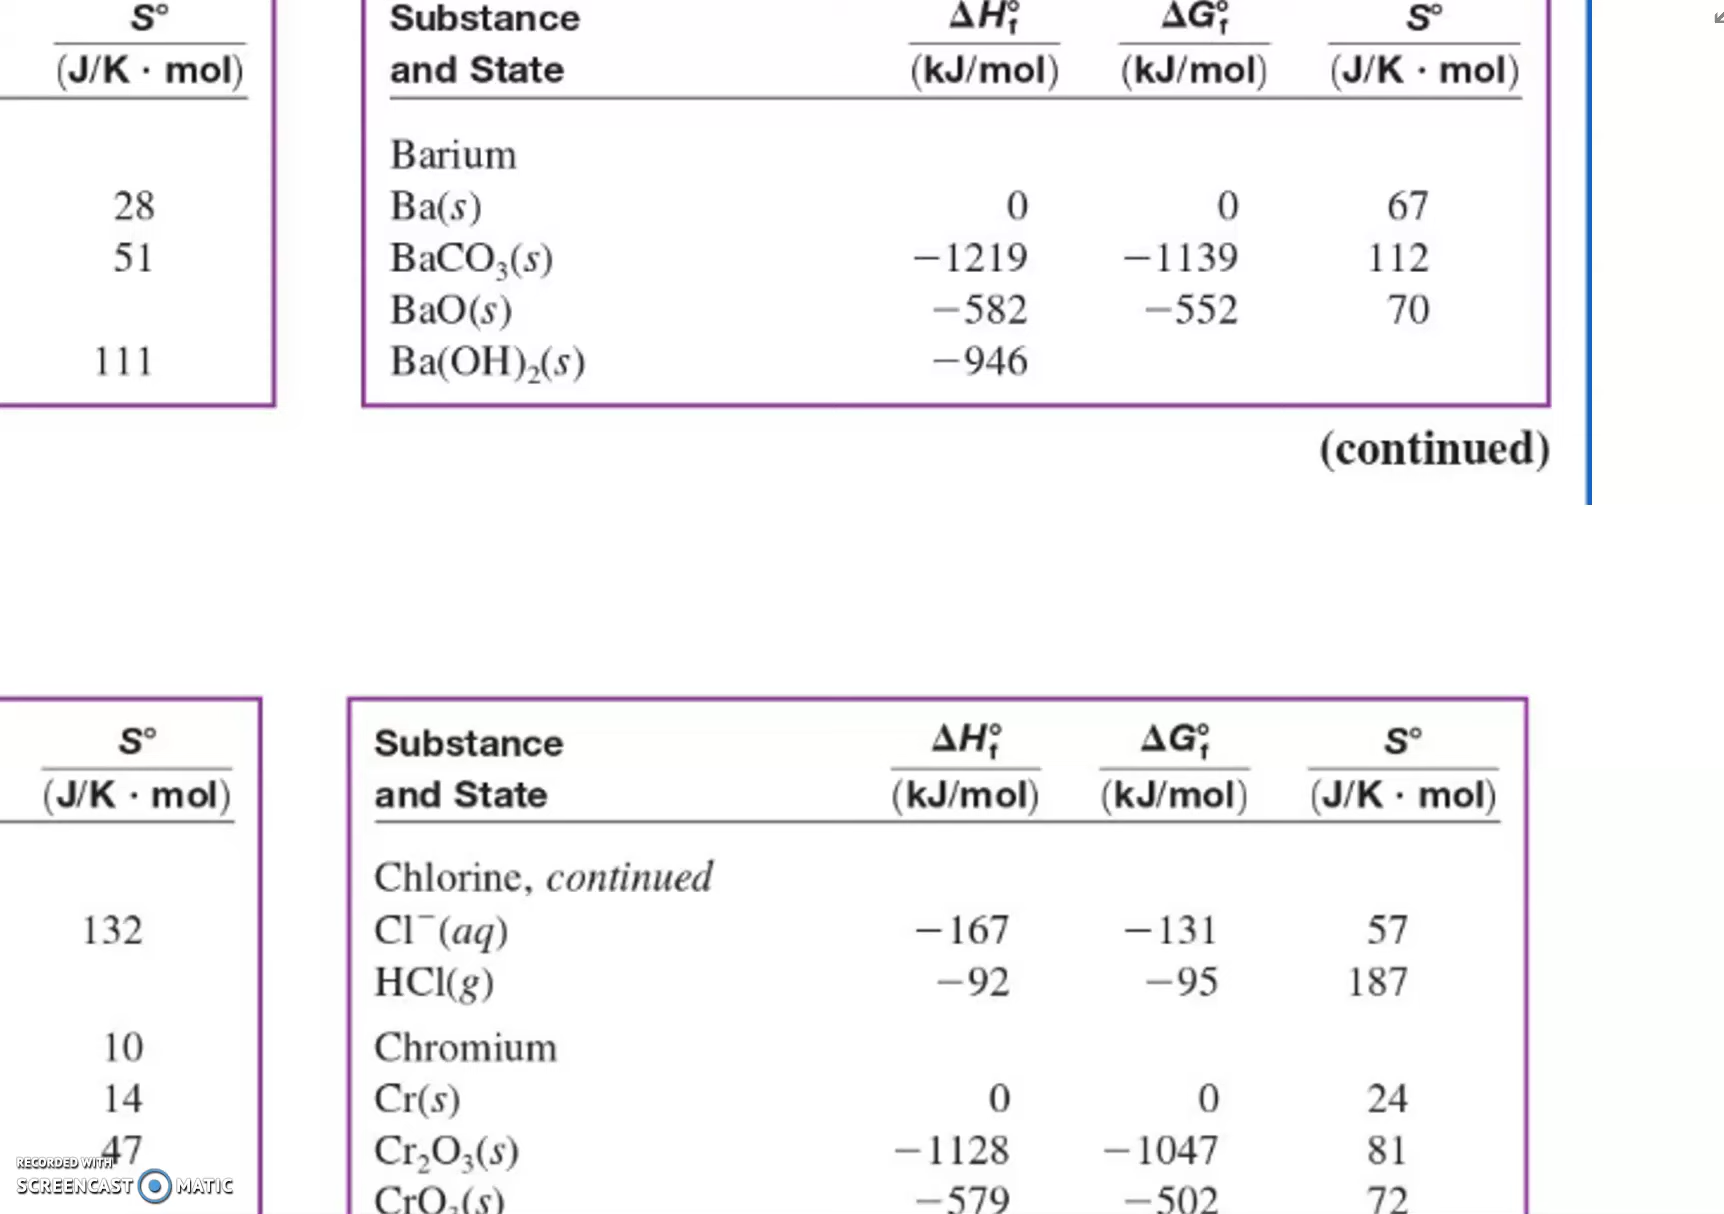 S°
(J/K · mol)
28
51
111
Substance and State ΔH°f (kJ/mol) ΔG°f (kJ/mol) S° (J/K · mol)
Barium
Ba(s) 0 0 67
BaCO₃(s) −1219 −1139 112
BaO(s) −582 −552 70
Ba(OH)₂(s) −946
(continued)
S°
(J/K · mol)
132
10
14
47
Substance and State ΔH°f (kJ/mol) ΔG°f (kJ/mol) S° (J/K · mol)
Chlorine, continued
Cl⁻(aq) −167 −131 57
HCl(g) −92 −95 187
Chromium
Cr(s) 0 0 24
Cr₂O₃(s) −1128 −1047 81
CrO₃(s) −579 −502 72
RECORDED WITH
SCREENCAST MATIC